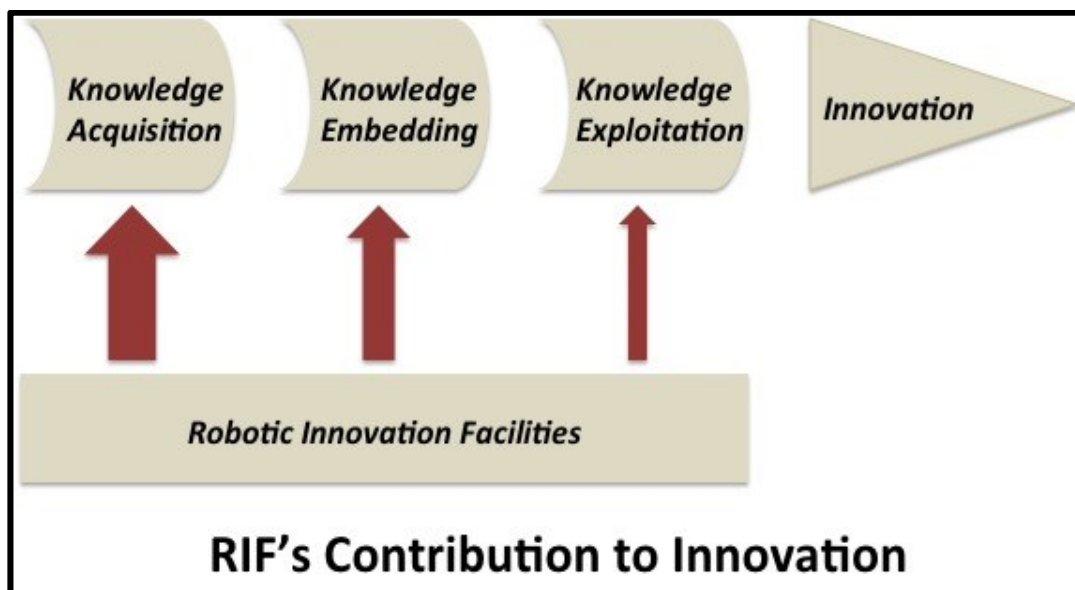 Knowledge
Acquisition
Knowledge
Embedding
Knowledge
Exploitation
Innovation
Robotic Innovation Facilities
RIF’s Contribution to Innovation